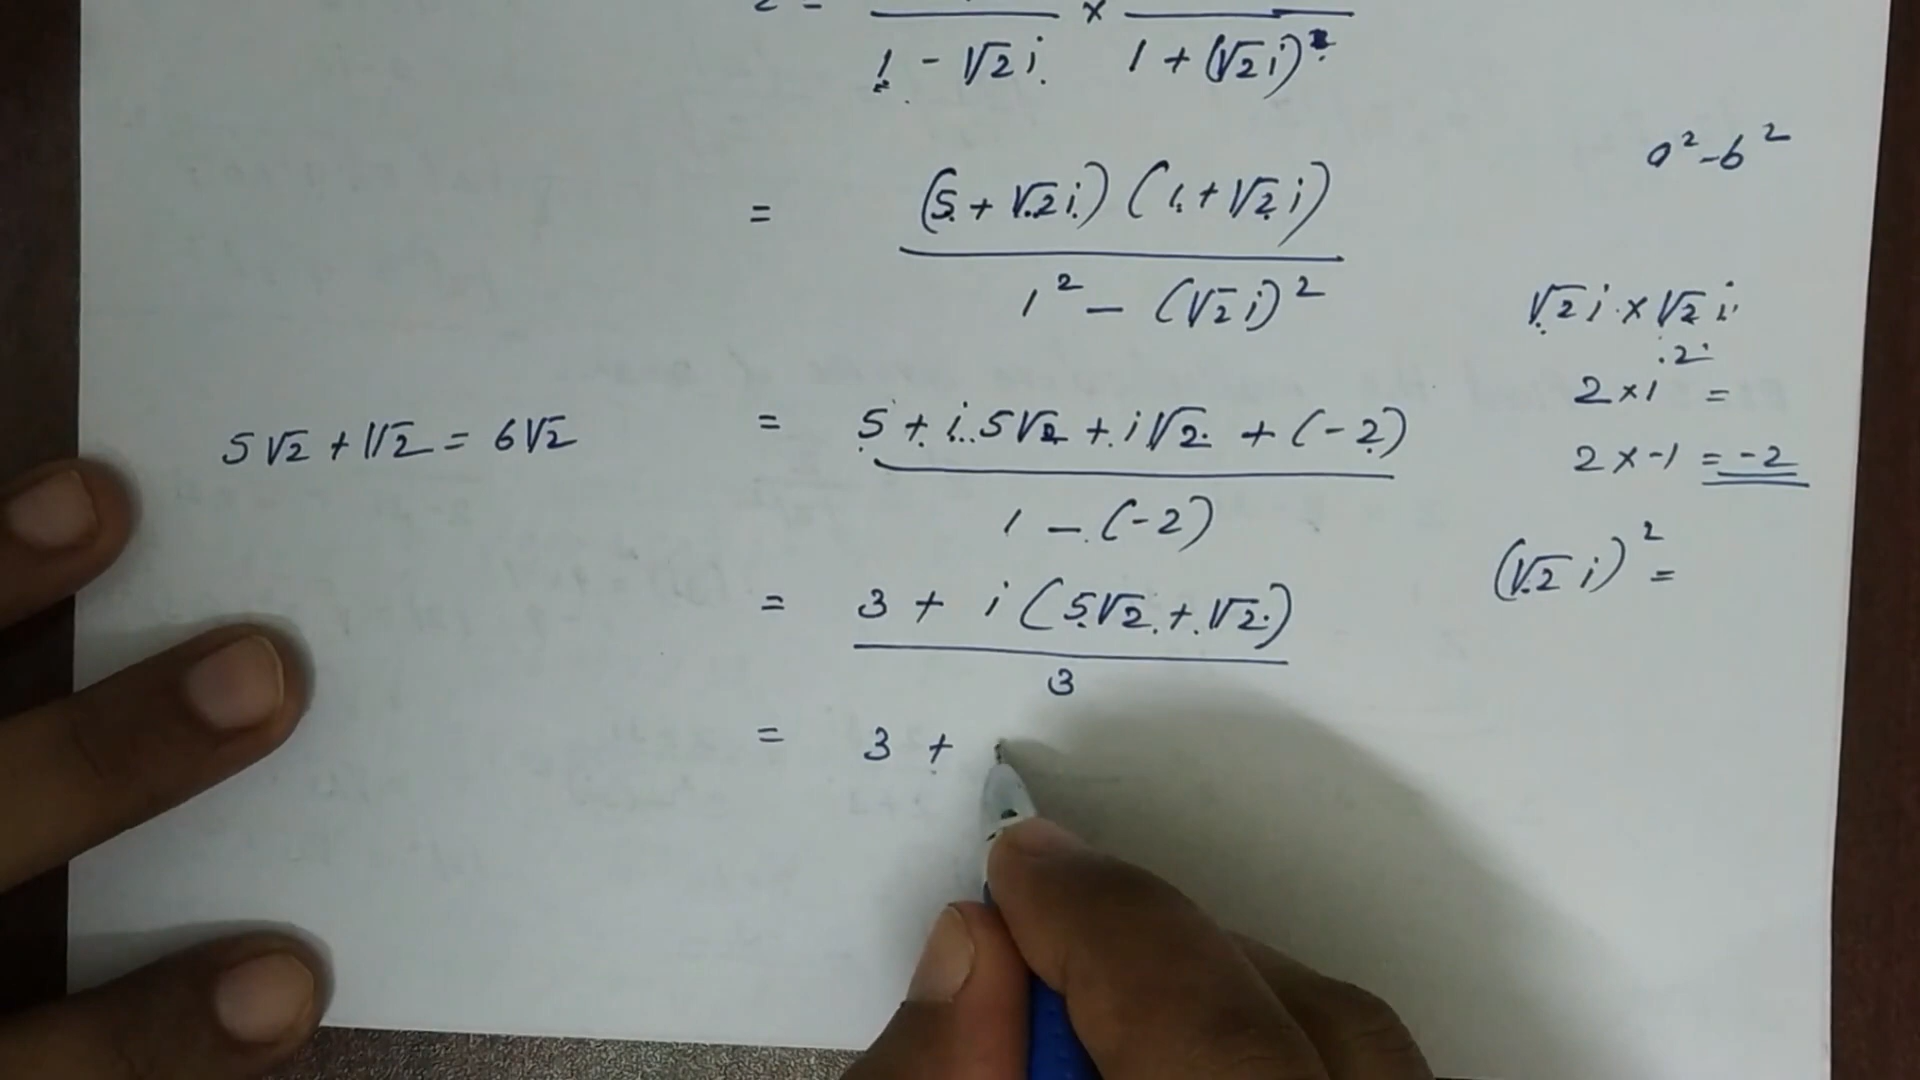 1 - √2 i × 1 + (√2 i)
a² - b²
= (5 + √2 i) (1 + √2 i)
1² - (√2 i)²
√2 i × √2 i
2 × i² =
2 × -1 = -2
5√2 + 1√2 = 6√2
= 5 + i 5√2 + i √2 + (-2)
1 - (-2)
(√2 i)² =
= 3 + i (5√2 + √2)
3
= 3 +